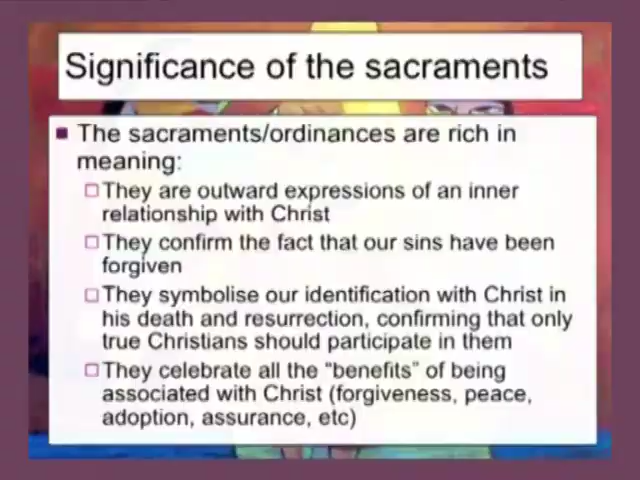 Significance of the sacraments
The sacraments/ordinances are rich in
meaning:
They are outward expressions of an inner
relationship with Christ
They confirm the fact that our sins have been
forgiven
They symbolise our identification with Christ in
his death and resurrection, confirming that only
true Christians should participate in them
They celebrate all the “benefits” of being
associated with Christ (forgiveness, peace,
adoption, assurance, etc)